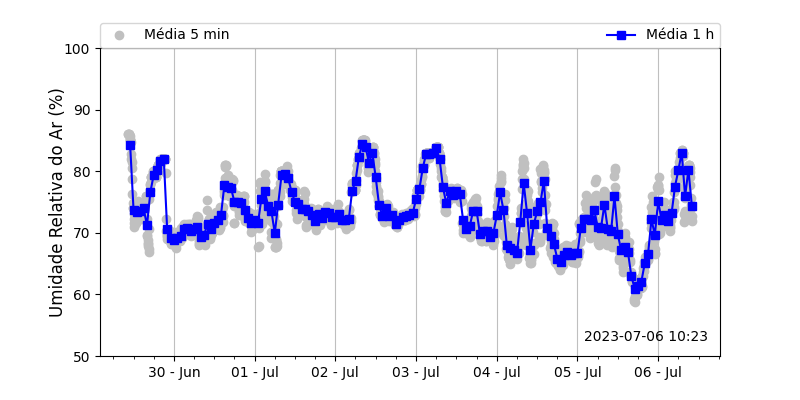 Média 5 min Média 1 h
Umidade Relativa do Ar (%)
100
90
80
70
60
50
2023-07-06 10:23
30 - Jun 01 - Jul 02 - Jul 03 - Jul 04 - Jul 05 - Jul 06 - Jul